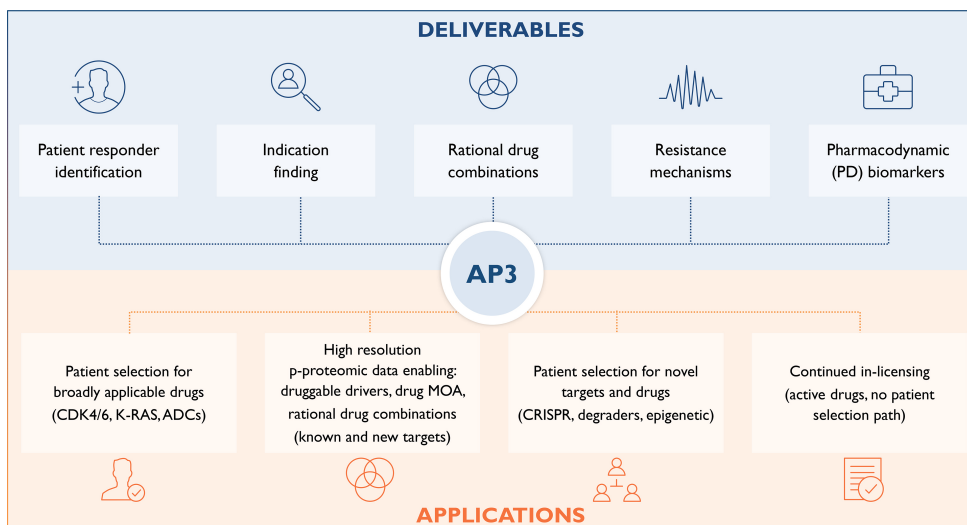 DELIVERABLES
Patient responder
identification
Indication
finding
Rational drug
combinations
Resistance
mechanisms
Pharmacodynamic
(PD) biomarkers
AP3
Patient selection for
broadly applicable drugs
(CDK4/6, K-RAS, ADCs)
High resolution
p-proteomic data enabling:
druggable drivers, drug MOA,
rational drug combinations
(known and new targets)
Patient selection for novel
targets and drugs
(CRISPR, degraders, epigenetic)
Continued in-licensing
(active drugs, no patient
selection path)
APPLICATIONS